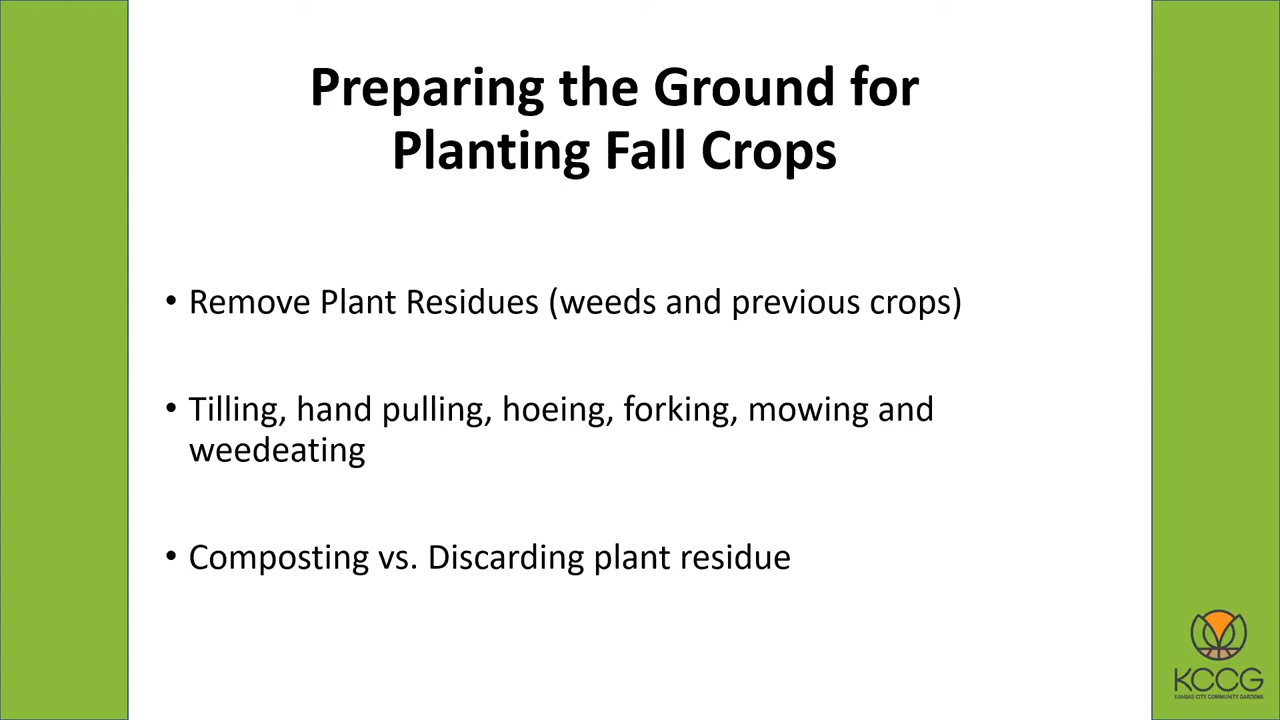 Preparing the Ground for
Planting Fall Crops
• Remove Plant Residues (weeds and previous crops)
• Tilling, hand pulling, hoeing, forking, mowing and
weedeating
• Composting vs. Discarding plant residue
KCCG
KANSAS CITY COMMUNITY GARDENS